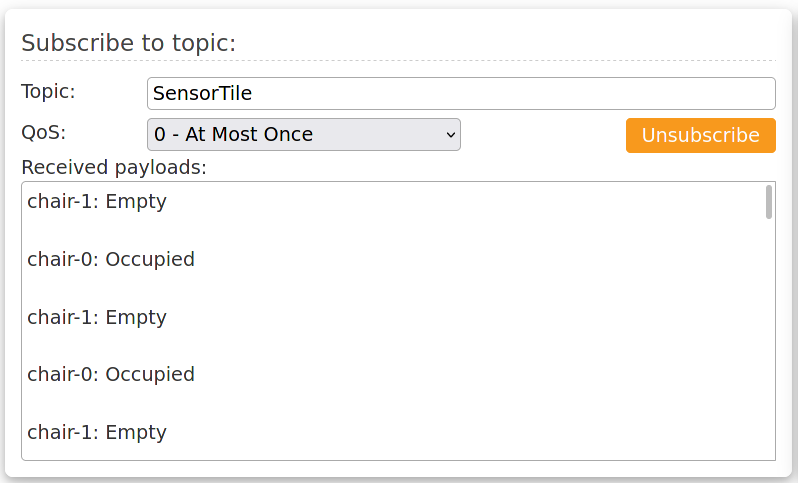 Subscribe to topic:
Topic: SensorTile
QoS: 0 - At Most Once Unsubscribe
Received payloads:
chair-1: Empty
chair-0: Occupied
chair-1: Empty
chair-0: Occupied
chair-1: Empty